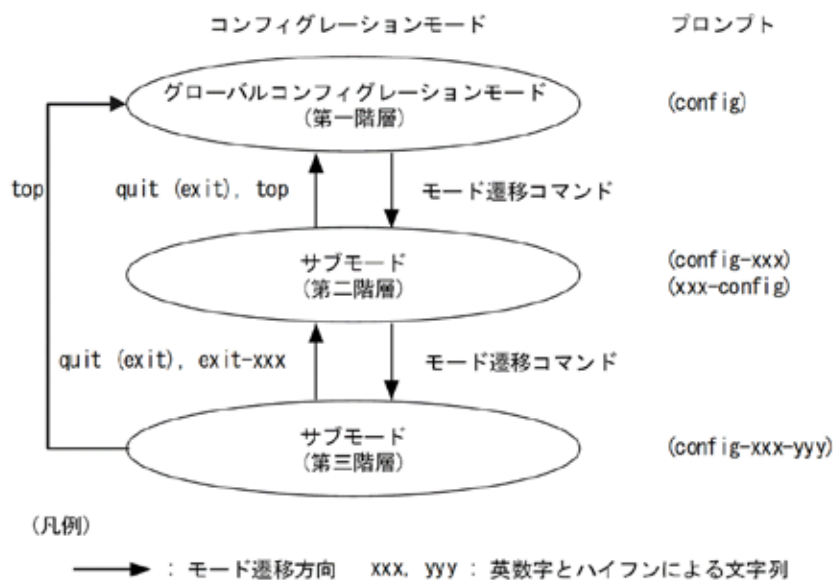 コンフィグレーションモード プロンプト
グローバルコンフィグレーションモード
(第一階層) (config)
top quit (exit), top モード遷移コマンド
サブモード (config-xxx)
(第二階層) (xxx-config)
quit (exit), exit-xxx モード遷移コマンド
サブモード
(第三階層) (config-xxx-yyy)
(凡例)
: モード遷移方向 xxx, yyy : 英数字とハイフンによる文字列